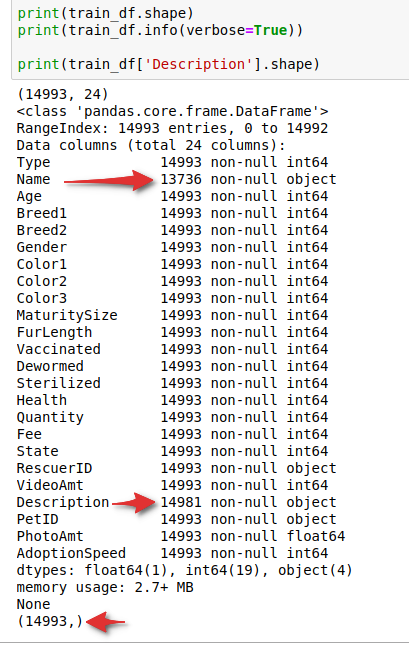 print(train_df.shape)
print(train_df.info(verbose=True))
print(train_df['Description'].shape)
(14993, 24)
<class 'pandas.core.frame.DataFrame'>
RangeIndex: 14993 entries, 0 to 14992
Data columns (total 24 columns):
Type 14993 non-null int64
Name 13736 non-null object
Age 14993 non-null int64
Breed1 14993 non-null int64
Breed2 14993 non-null int64
Gender 14993 non-null int64
Color1 14993 non-null int64
Color2 14993 non-null int64
Color3 14993 non-null int64
MaturitySize 14993 non-null int64
FurLength 14993 non-null int64
Vaccinated 14993 non-null int64
Dewormed 14993 non-null int64
Sterilized 14993 non-null int64
Health 14993 non-null int64
Quantity 14993 non-null int64
Fee 14993 non-null int64
State 14993 non-null int64
RescuerID 14993 non-null object
VideoAmt 14993 non-null int64
Description 14981 non-null object
PetID 14993 non-null object
PhotoAmt 14993 non-null float64
AdoptionSpeed 14993 non-null int64
dtypes: float64(1), int64(19), object(4)
memory usage: 2.7+ MB
None
(14993,)